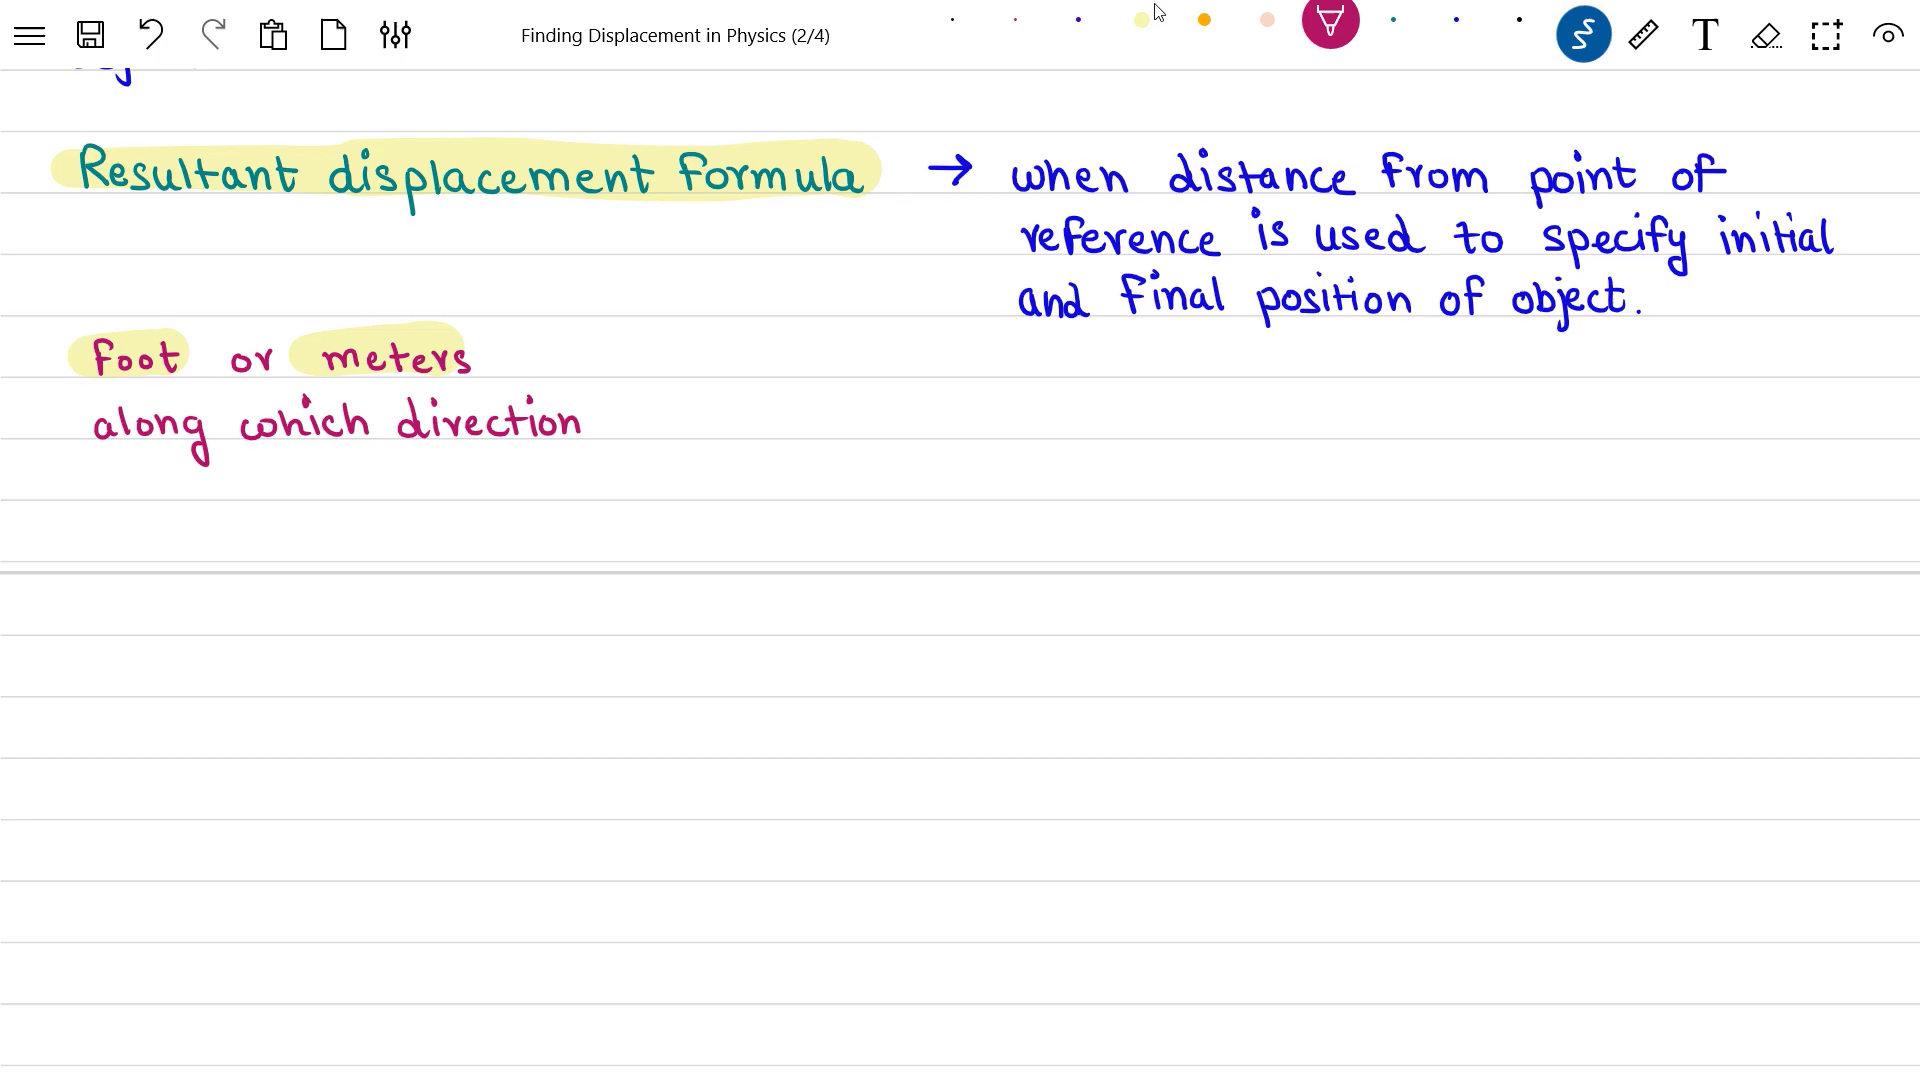 Finding Displacement in Physics (2/4)
Resultant displacement formula → when distance from point of
reference is used to specify initial
and final position of object.
foot or meters
along which direction